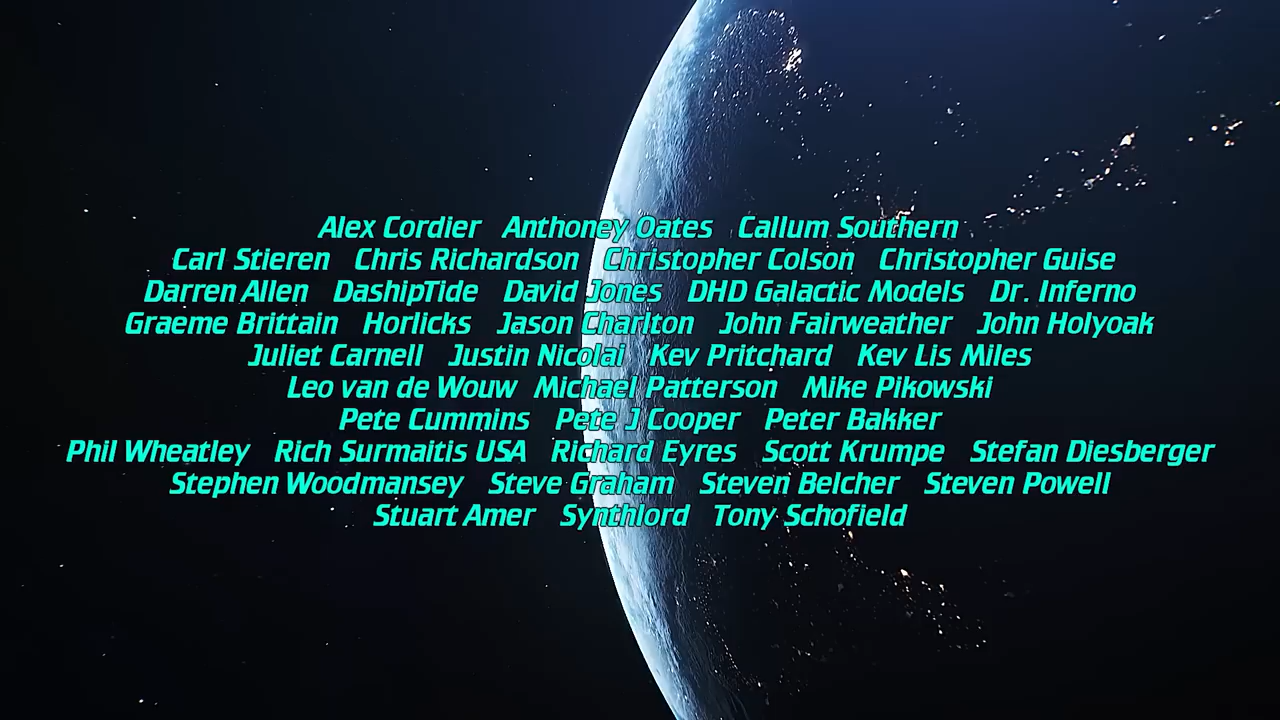 Alex Cordier Anthoney Oates Callum Southern
Carl Stieren Chris Richardson Christopher Colson Christopher Guise
Darren Allen DashipTide David Jones DHD Galactic Models Dr. Inferno
Graeme Brittain Horlicks Jason Charlton John Fairweather John Holyoak
Juliet Carnell Justin Nicolai Kev Pritchard Kev Lis Miles
Leo van de Wouw Michael Patterson Mike Pikowski
Pete Cummins Pete J Cooper Peter Bakker
Phil Wheatley Rich Surmaitis USA Richard Eyres Scott Krumpe Stefan Diesberger
Stephen Woodmansey Steve Graham Steven Belcher Steven Powell
Stuart Amer Synthlord Tony Schofield